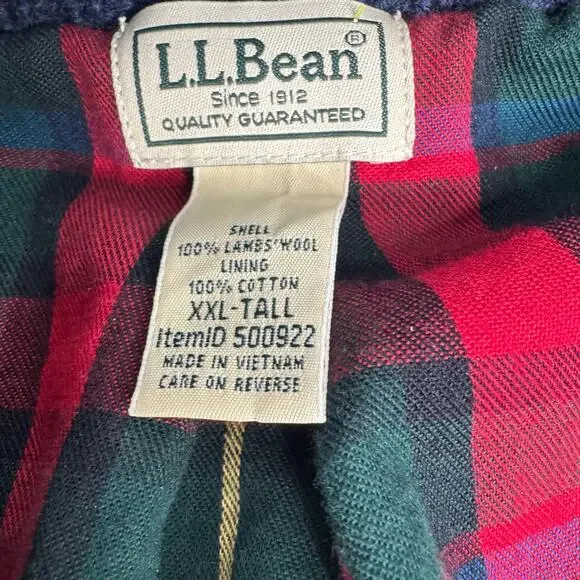 L.L.Bean®
Since 1912
QUALITY GUARANTEED
SHELL
100% LAMBS'WOOL
LINING
100% COTTON
XXL-TALL
ItemID 500922
MADE IN VIETNAM
CARE ON REVERSE